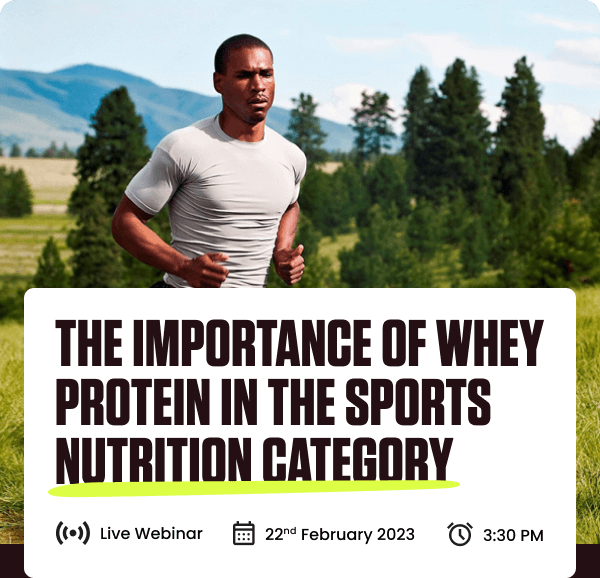 THE IMPORTANCE OF WHEY
PROTEIN IN THE SPORTS
NUTRITION CATEGORY
Live Webinar 22nd February 2023 3:30 PM